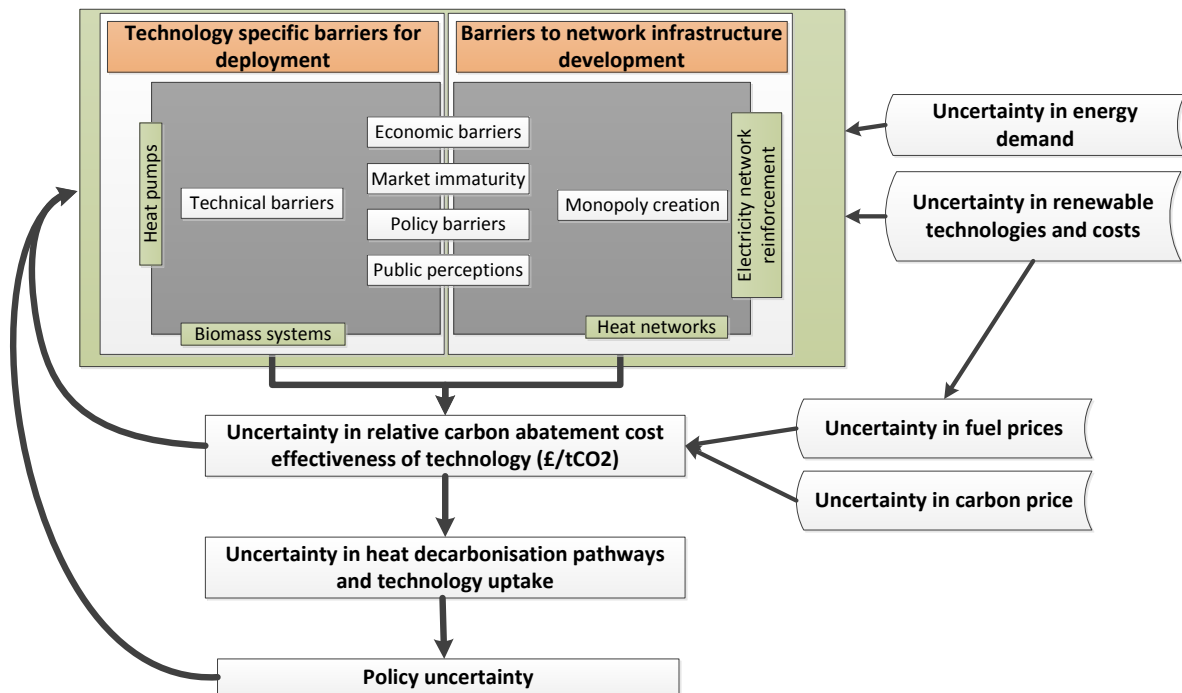 Technology specific barriers for
deployment
Barriers to network infrastructure
development
Heat pumps
Technical barriers
Biomass systems
Economic barriers
Market immaturity
Policy barriers
Public perceptions
Monopoly creation
Electricity network
reinforcement
Heat networks
Uncertainty in energy
demand
Uncertainty in renewable
technologies and costs
Uncertainty in relative carbon abatement cost
effectiveness of technology (£/tCO2)
Uncertainty in fuel prices
Uncertainty in carbon price
Uncertainty in heat decarbonisation pathways
and technology uptake
Policy uncertainty